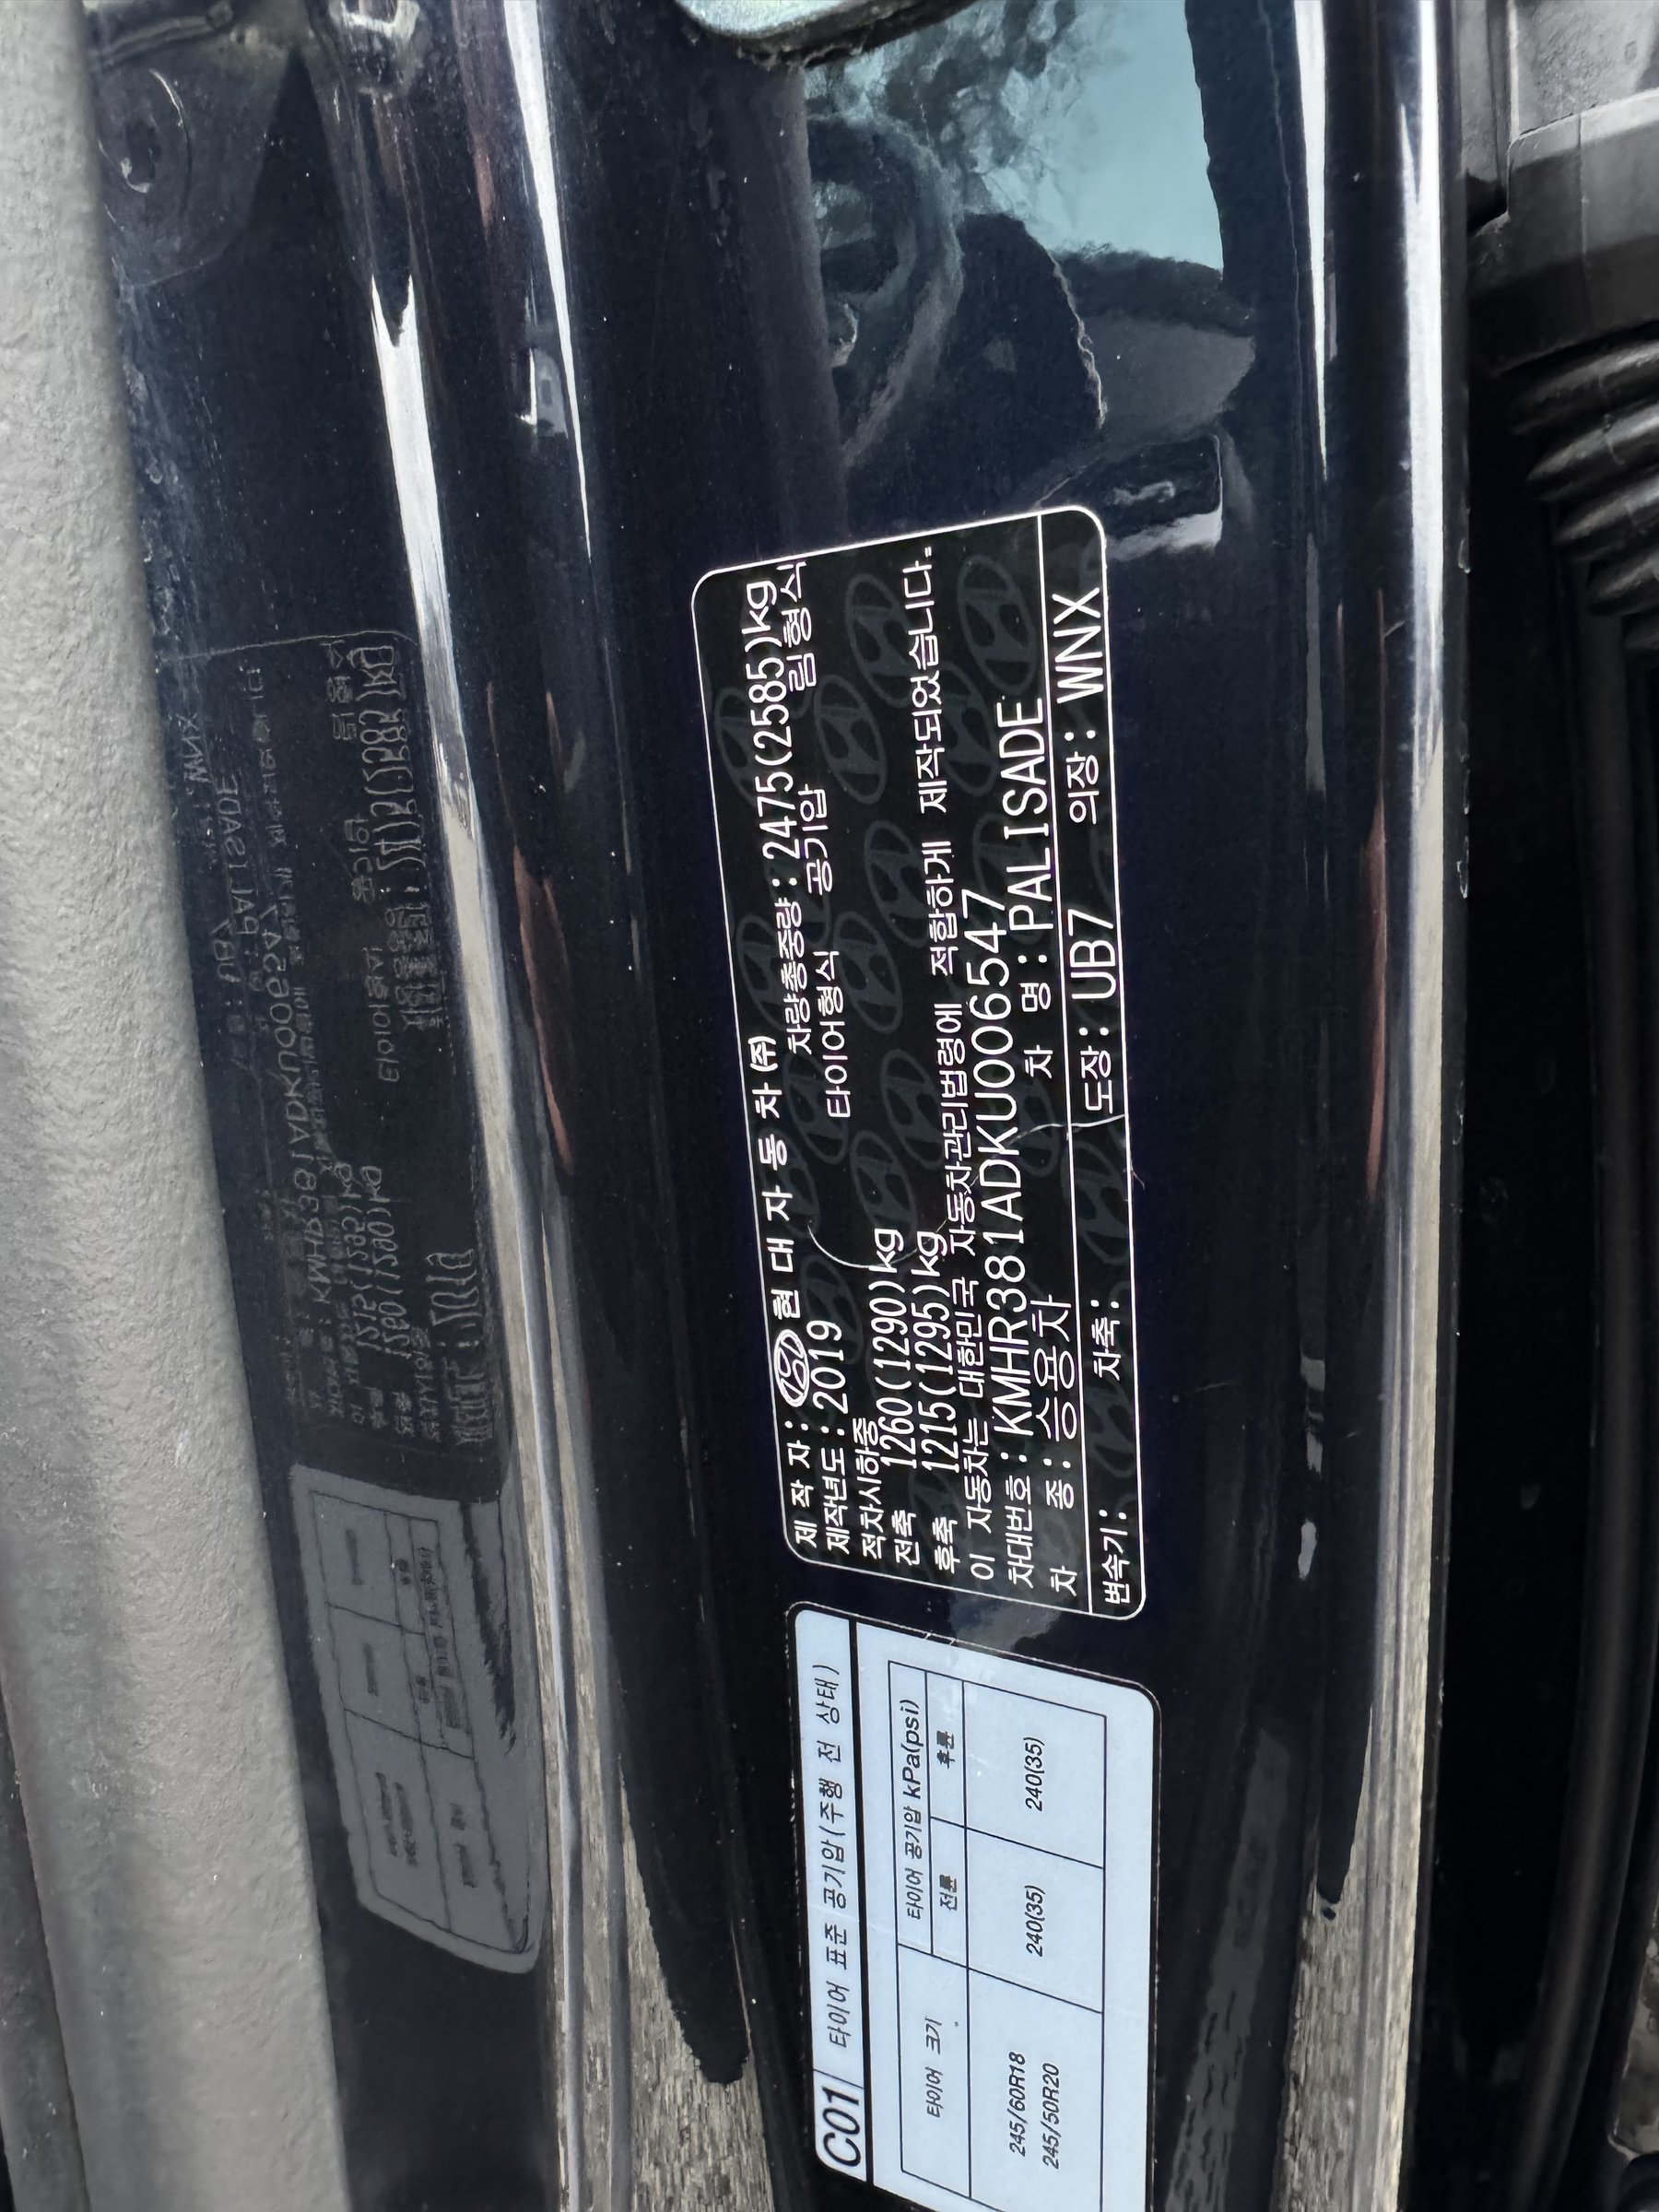 제 작 자 : 현 대 자 동 차 (주)
제작년도 : 2019 차량총중량 : 2475(2585)kg
적차시하중 타이어형식 공기압 림형식
전축 1260(1290)kg
후축 1215(1295)kg
이 자동차는 대한민국 자동차관리법령에 적합하게 제작되었습니다.
차대번호 : KMHR381ADKU006547
차 종 : 승용차 차 명 : PALISADE
변속기 : 차축 : 도장 : UB7 의장 : WNX
C01 타이어 표준 공기압(주행 전 상태)
타이어 크기 타이어 공기압 kPa(psi)
전륜 후륜
245/60R18 240(35) 240(35)
245/50R20